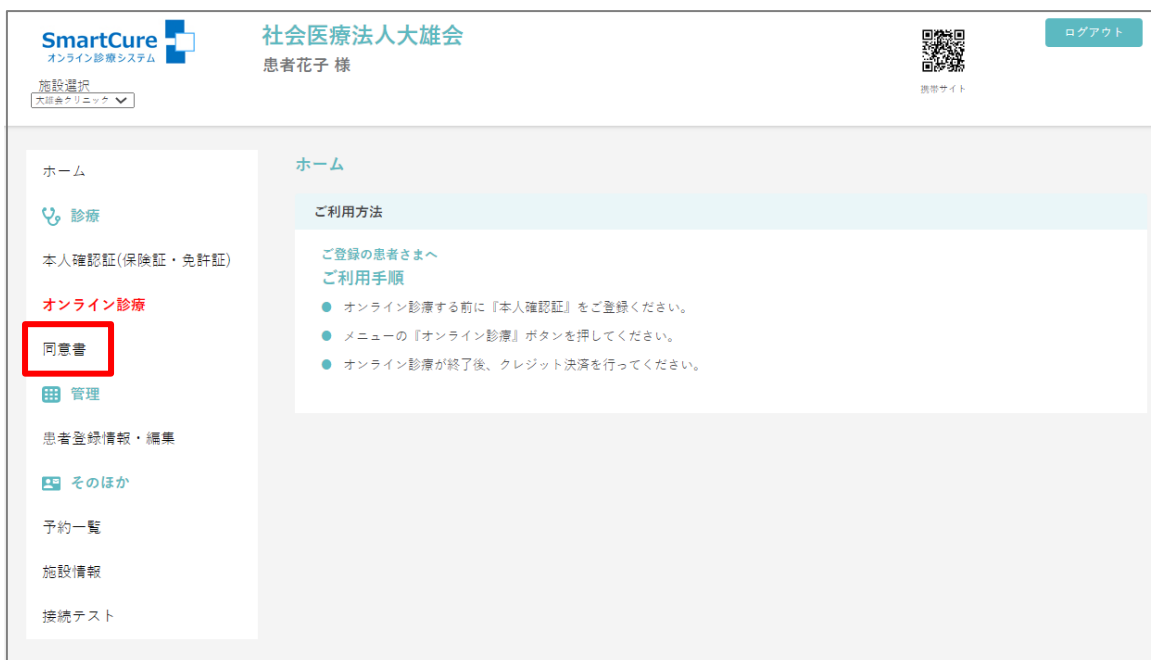 SmartCure
オンライン診療システム
施設選択
大雄会クリニック
社会医療法人大雄会
患者花子 様
携帯サイト
ログアウト
ホーム
診療
本人確認証(保険証・免許証)
オンライン診療
同意書
管理
患者登録情報・編集
そのほか
予約一覧
施設情報
接続テスト
ホーム
ご利用方法
ご登録の患者さまへ
ご利用手順
● オンライン診療する前に『本人確認証』をご登録ください。
● メニューの『オンライン診療』ボタンを押してください。
● オンライン診療が終了後、クレジット決済を行ってください。